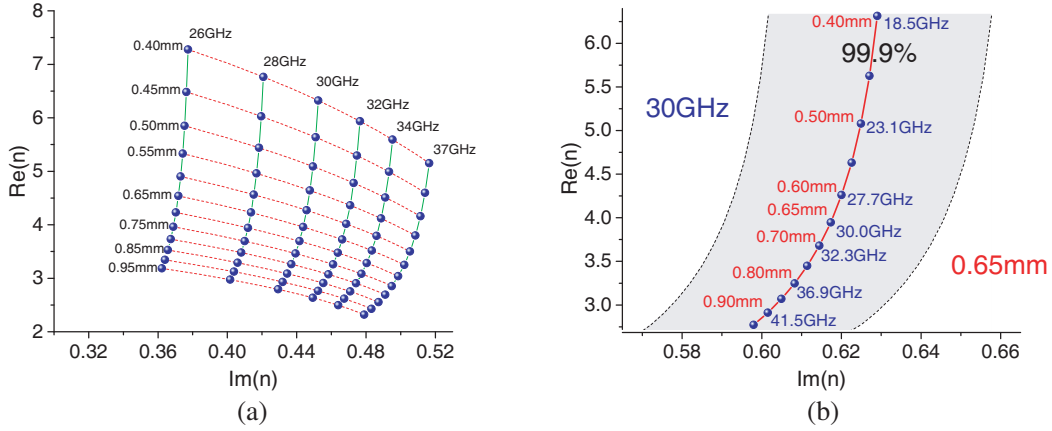 8
7
6
5
4
3
2
Re(n)
0.32
0.36
0.40
0.44
0.48
0.52
Im(n)
26GHz
28GHz
30GHz
32GHz
34GHz
37GHz
0.40mm
0.45mm
0.50mm
0.55mm
0.65mm
0.75mm
0.85mm
0.95mm
(a)
6.0
5.5
5.0
4.5
4.0
3.5
3.0
Re(n)
0.58
0.60
0.62
0.64
0.66
Im(n)
0.40mm
18.5GHz
99.9%
30GHz
0.50mm
23.1GHz
0.60mm
27.7GHz
0.65mm
30.0GHz
0.70mm
32.3GHz
0.65mm
0.80mm
36.9GHz
0.90mm
41.5GHz
(b)